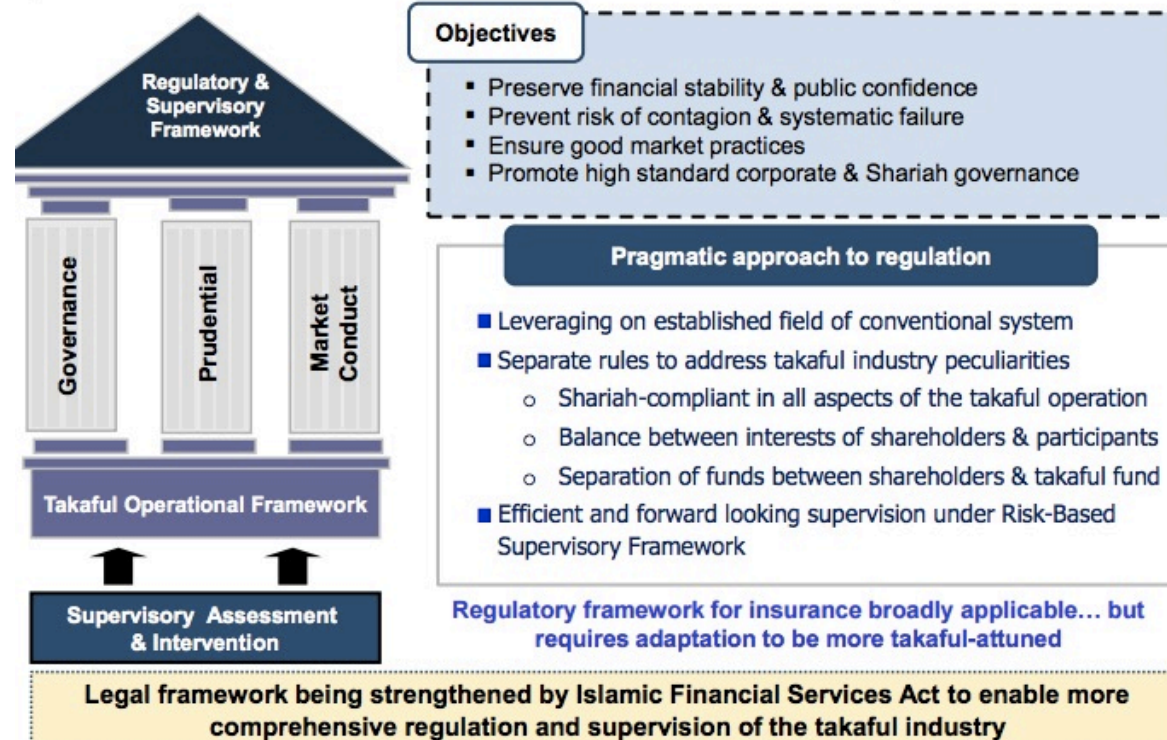 Regulatory &
Supervisory
Framework
Governance
Prudential
Market
Conduct
Takaful Operational Framework
Supervisory Assessment
& Intervention
Objectives
▪ Preserve financial stability & public confidence
▪ Prevent risk of contagion & systematic failure
▪ Ensure good market practices
▪ Promote high standard corporate & Shariah governance
Pragmatic approach to regulation
■ Leveraging on established field of conventional system
■ Separate rules to address takaful industry peculiarities
o Shariah-compliant in all aspects of the takaful operation
o Balance between interests of shareholders & participants
o Separation of funds between shareholders & takaful fund
■ Efficient and forward looking supervision under Risk-Based
Supervisory Framework
Regulatory framework for insurance broadly applicable... but
requires adaptation to be more takaful-attuned
Legal framework being strengthened by Islamic Financial Services Act to enable more
comprehensive regulation and supervision of the takaful industry